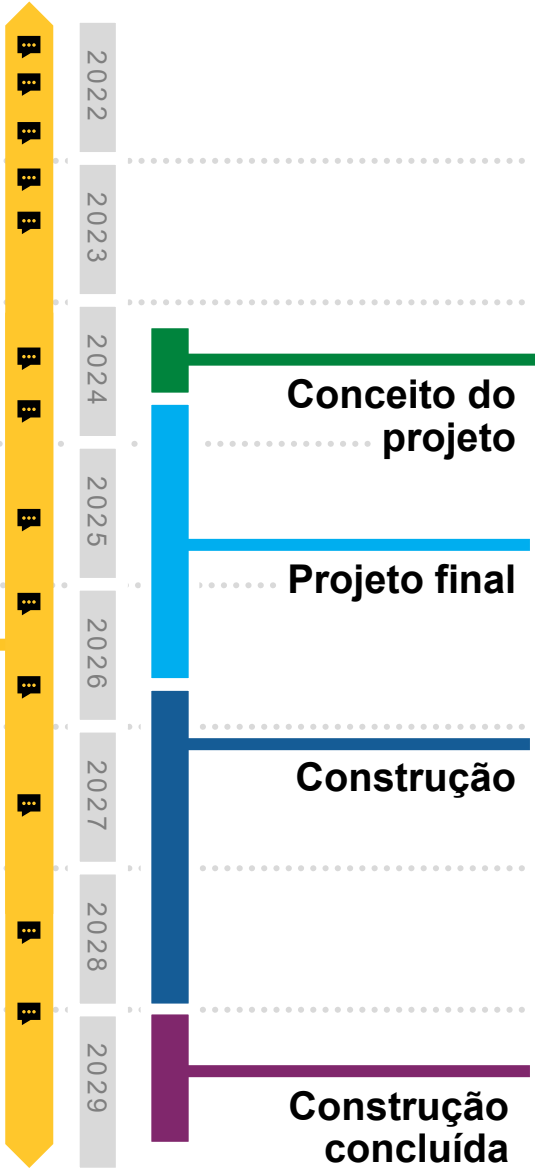 2022
2023
2024
Conceito do
projeto
2025
Projeto final
2026
Construção
2027
2028
2029
Construção
concluída